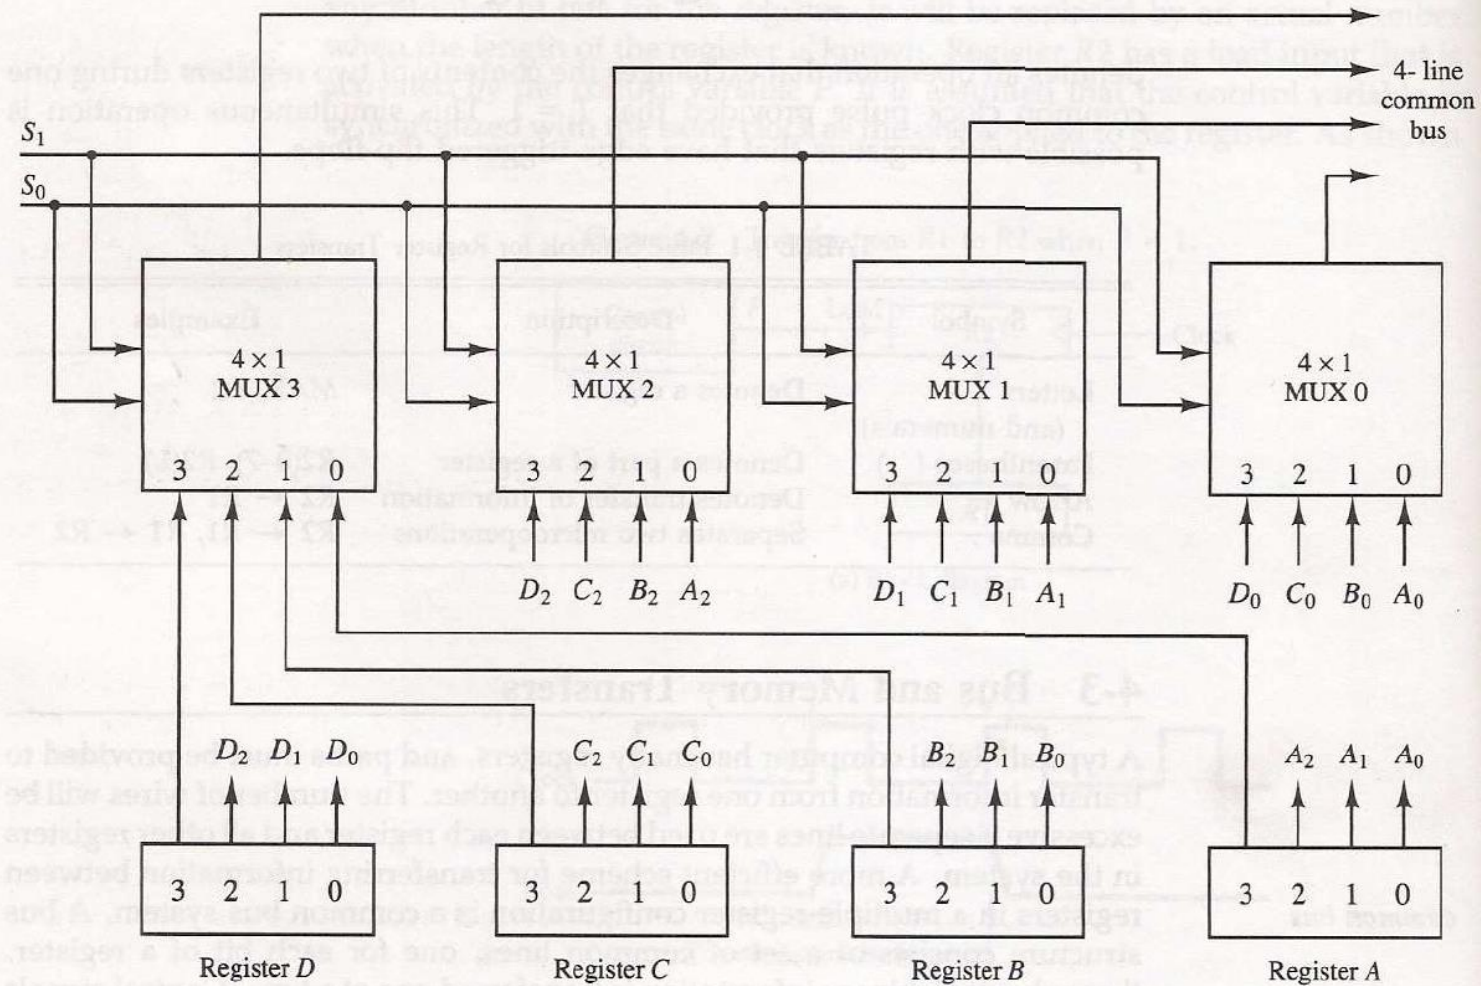 4- line
common
bus
S1
S0
4 × 1
MUX 3
3 2 1 0
4 × 1
MUX 2
3 2 1 0
4 × 1
MUX 1
3 2 1 0
4 × 1
MUX 0
3 2 1 0
D2 C2 B2 A2
D1 C1 B1 A1
D0 C0 B0 A0
D2 D1 D0
C2 C1 C0
B2 B1 B0
A2 A1 A0
3 2 1 0
3 2 1 0
3 2 1 0
3 2 1 0
Register D
Register C
Register B
Register A